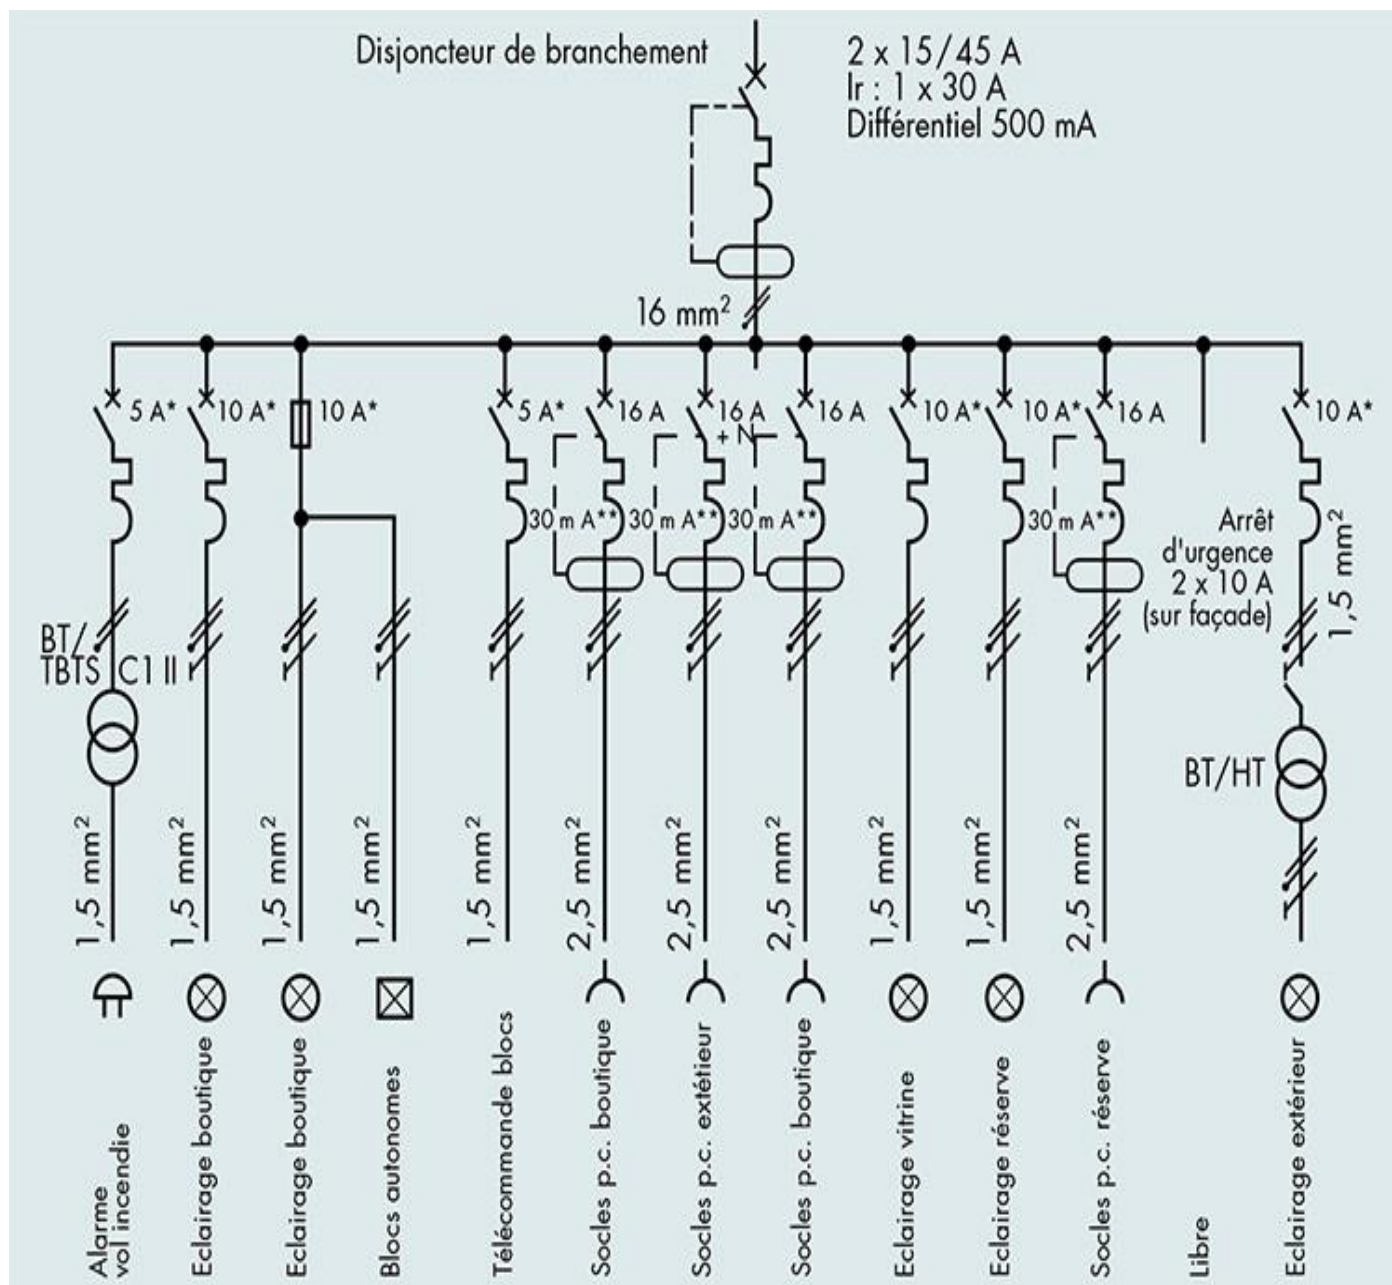 Disjoncteur de branchement
2 x 15/45 A
Ir : 1 x 30 A
Différentiel 500 mA
16 mm²
5 A*
10 A*
10 A*
5 A*
16 A
16 A
+ N
16 A
10 A*
10 A*
16 A
10 A*
30 m A**
30 m A**
30 m A**
30 m A**
Arrêt
d'urgence
2 x 10 A
(sur façade)
1,5 mm²
BT/
TBTS C1 II
BT/HT
1,5 mm²
1,5 mm²
1,5 mm²
1,5 mm²
1,5 mm²
2,5 mm²
2,5 mm²
2,5 mm²
1,5 mm²
1,5 mm²
2,5 mm²
Alarme
vol incendie
Eclairage boutique
Eclairage boutique
Blocs autonomes
Télécommande blocs
Socles p.c. boutique
Socles p.c. extétieur
Socles p.c. boutique
Eclairage vitrine
Eclairage réserve
Socles p.c. réserve
Libre
Eclairage extérieur